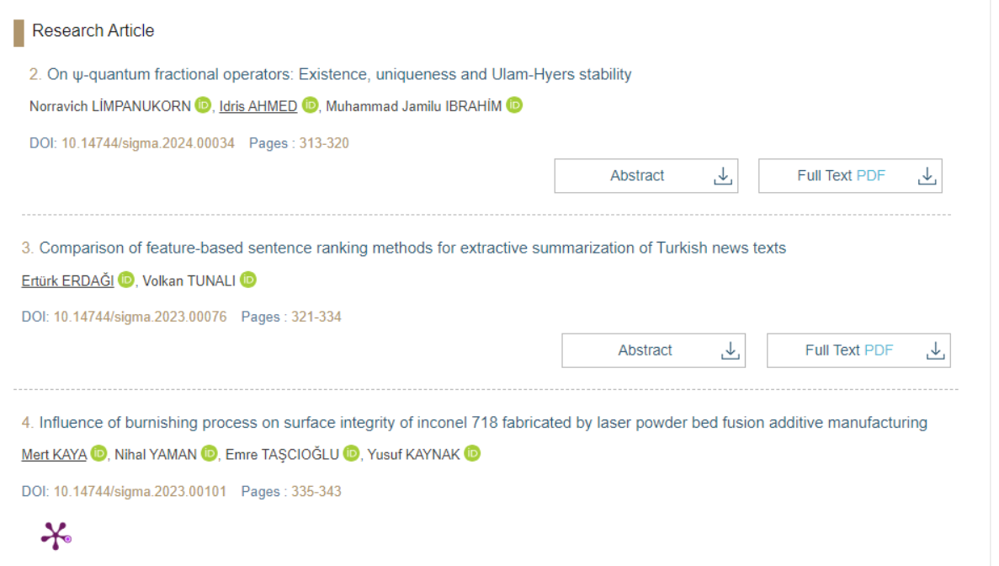 Research Article
2. On ψ-quantum fractional operators: Existence, uniqueness and Ulam-Hyers stability
Norravich LİMPANUKORN iD, Idris AHMED iD, Muhammad Jamilu IBRAHİM iD
DOI: 10.14744/sigma.2024.00034 Pages : 313-320
Abstract Full Text PDF
3. Comparison of feature-based sentence ranking methods for extractive summarization of Turkish news texts
Ertürk ERDAĞI iD, Volkan TUNALI iD
DOI: 10.14744/sigma.2023.00076 Pages : 321-334
Abstract Full Text PDF
4. Influence of burnishing process on surface integrity of inconel 718 fabricated by laser powder bed fusion additive manufacturing
Mert KAYA iD, Nihal YAMAN iD, Emre TAŞCIOĞLU iD, Yusuf KAYNAK iD
DOI: 10.14744/sigma.2023.00101 Pages : 335-343